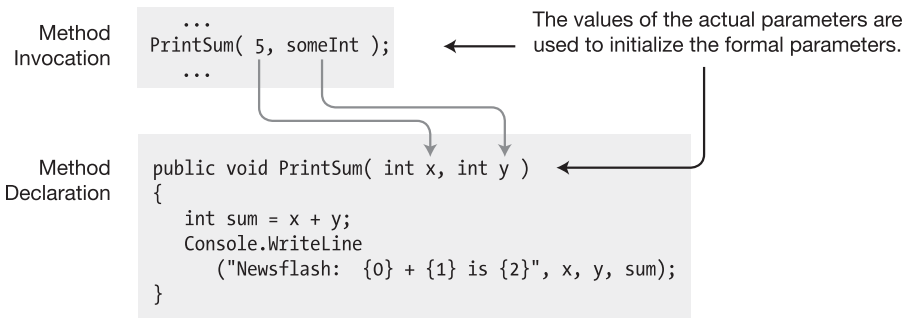 Method
Invocation
...
PrintSum( 5, someInt );
...
The values of the actual parameters are
used to initialize the formal parameters.
Method
Declaration
public void PrintSum( int x, int y )
{
   int sum = x + y;
   Console.WriteLine
      ("Newsflash:  {0} + {1} is {2}", x, y, sum);
}